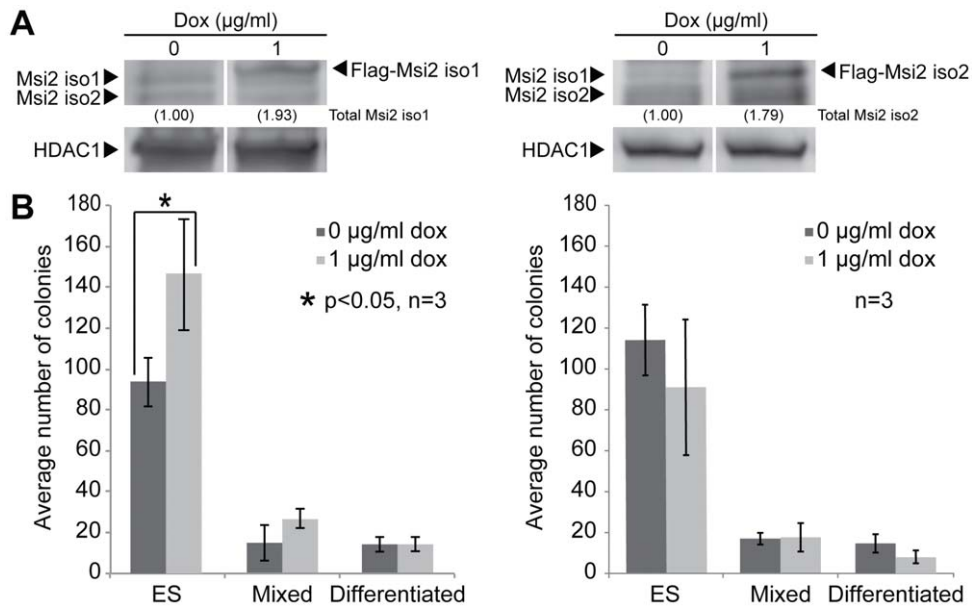 A
Dox (µg/ml)
0 1
Msi2 iso1
Msi2 iso2
Flag-Msi2 iso1
(1.00) (1.93) Total Msi2 iso1
HDAC1
Dox (µg/ml)
0 1
Msi2 iso1
Msi2 iso2
Flag-Msi2 iso2
(1.00) (1.79) Total Msi2 iso2
HDAC1
B
Average number of colonies
180
160
140
120
100
80
60
40
20
0
*
0 µg/ml dox
1 µg/ml dox
* p<0.05, n=3
ES Mixed Differentiated
Average number of colonies
180
160
140
120
100
80
60
40
20
0
0 µg/ml dox
1 µg/ml dox
n=3
ES Mixed Differentiated